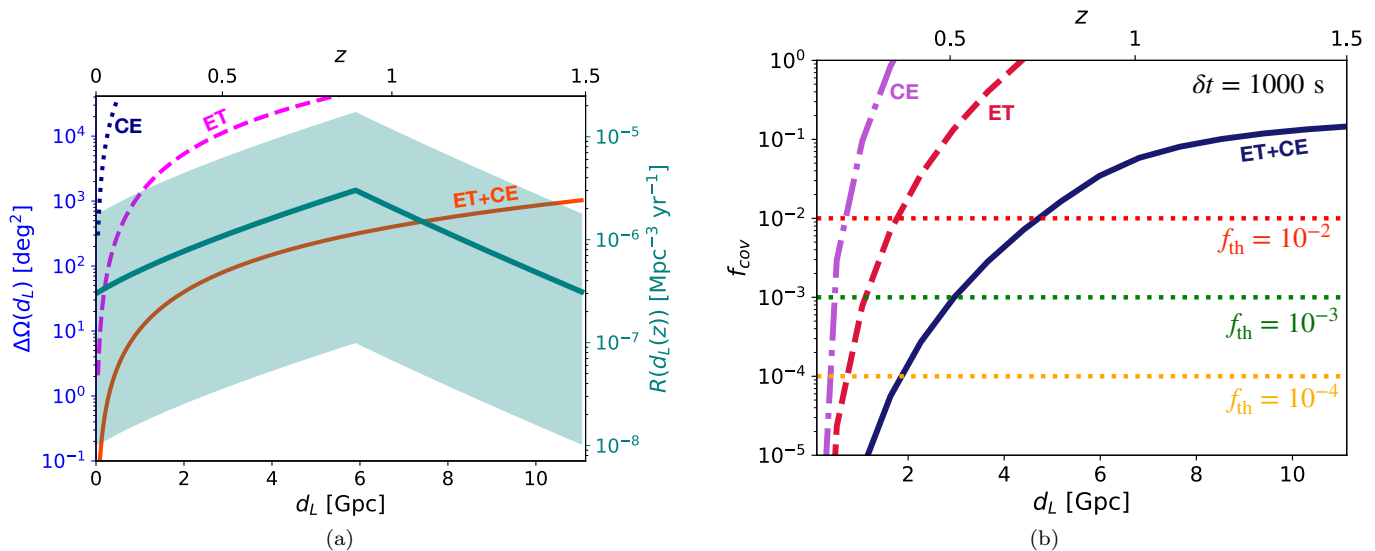 z
0 0.5 1 1.5
10^4
10^3
10^2
10^1
10^0
10^-1
ΔΩ(d_L) [deg^2]
CE
ET
ET+CE
10^-5
10^-6
10^-7
10^-8
R(d_L(z)) [Mpc^-3 yr^-1]
0 2 4 6 8 10
d_L [Gpc]
(a)
z
0.5 1 1.5
10^0
10^-1
10^-2
10^-3
10^-4
10^-5
f_cov
δt = 1000 s
CE
ET
ET+CE
f_th = 10^-2
f_th = 10^-3
f_th = 10^-4
2 4 6 8 10
d_L [Gpc]
(b)